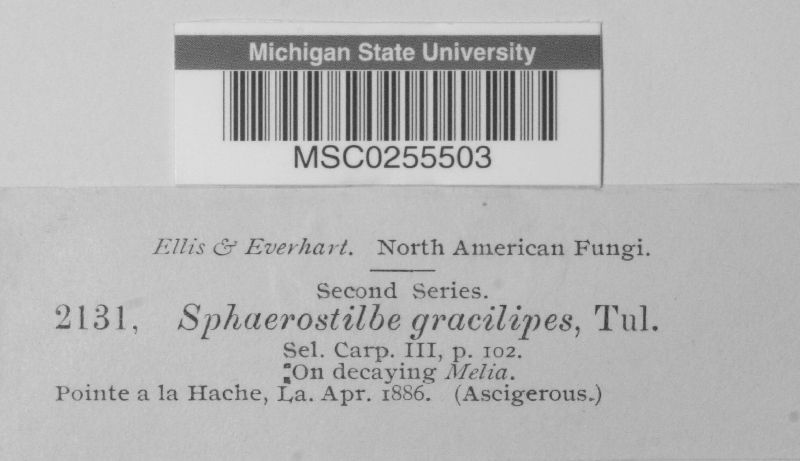 Michigan State University
MSC0255503
Ellis & Everhart. North American Fungi.
Second Series.
2131, Sphaerostilbe gracilipes, Tul.
Sel. Carp. III, p. 102.
On decaying Melia.
Pointe a la Hache, La. Apr. 1886. (Ascigerous.)